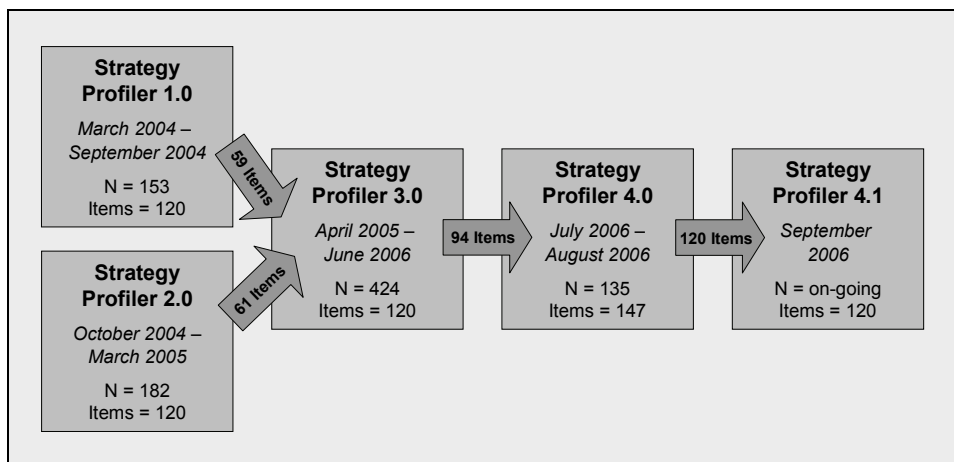 Strategy
Profiler 1.0
March 2004 –
September 2004
N = 153
Items = 120
59 Items
Strategy
Profiler 2.0
October 2004 –
March 2005
N = 182
Items = 120
61 Items
Strategy
Profiler 3.0
April 2005 –
June 2006
N = 424
Items = 120
94 Items
Strategy
Profiler 4.0
July 2006 –
August 2006
N = 135
Items = 147
120 Items
Strategy
Profiler 4.1
September
2006
N = on-going
Items = 120